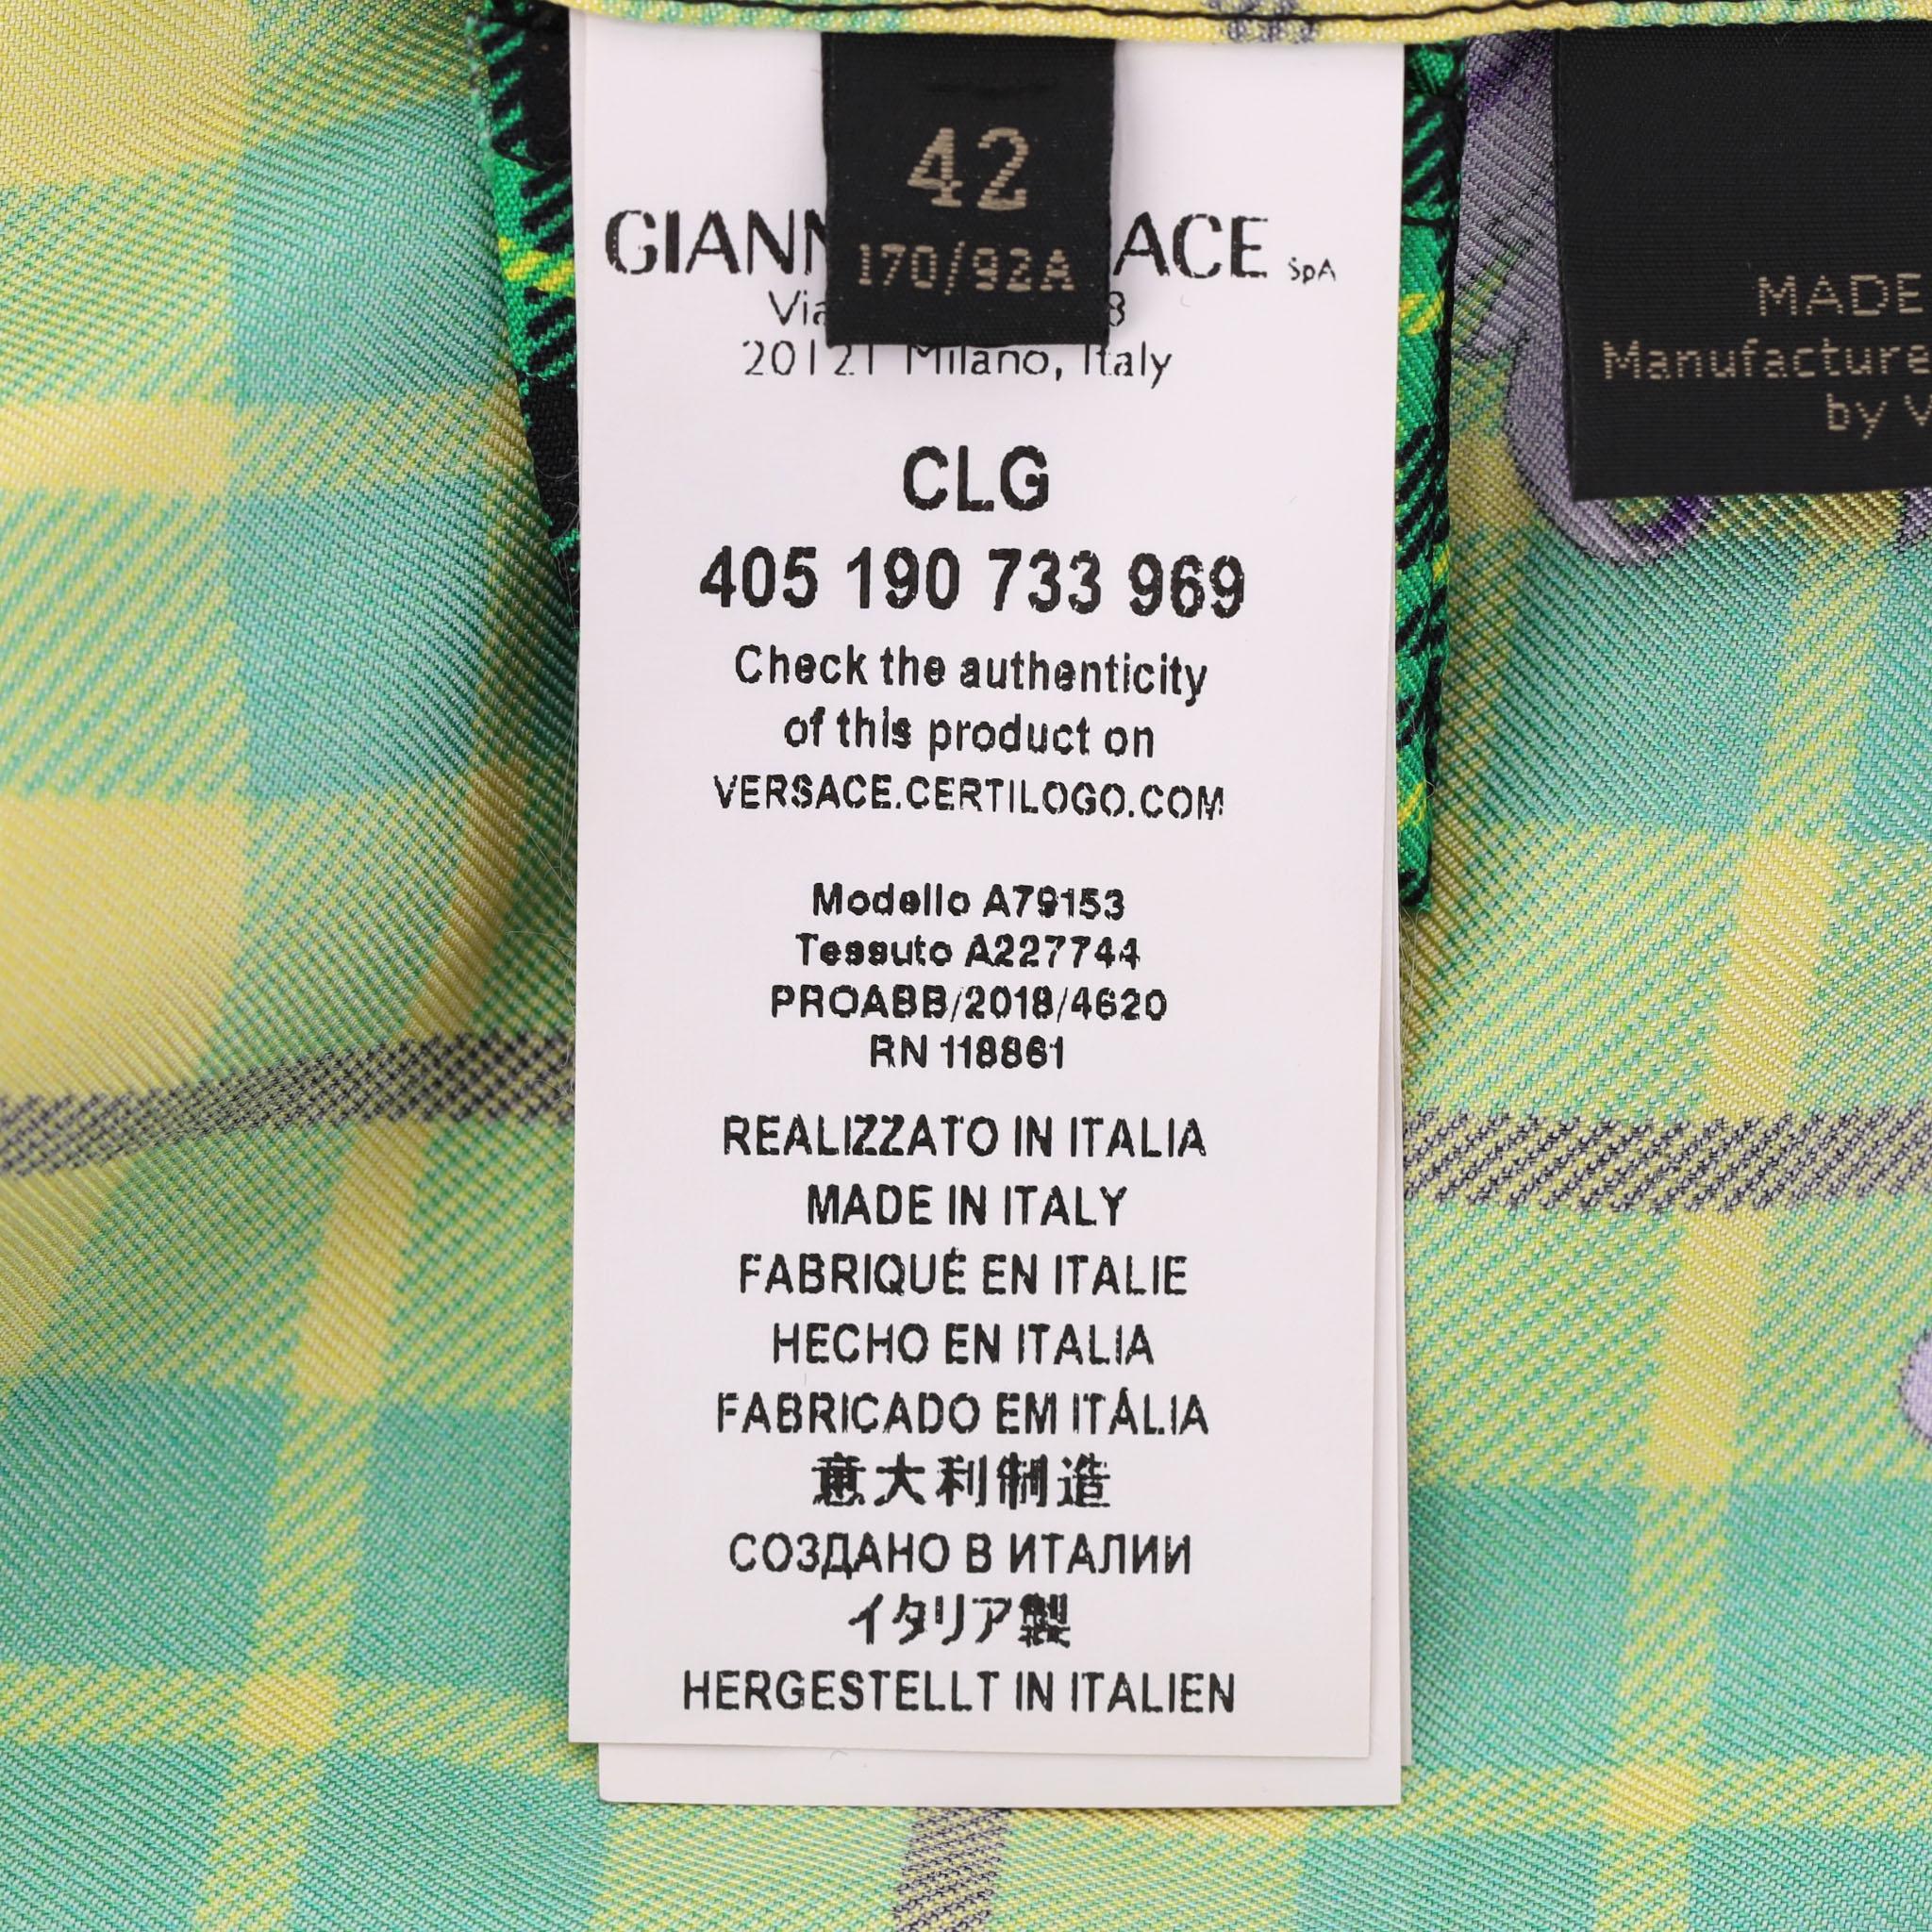 42
170/92A
GIANN ACE SpA
Via 8
20121 Milano, Italy
CLG
405 190 733 969
Check the authenticity
of this product on
VERSACE.CERTILOGO.COM
Modello A79153
Tessuto A227744
PROABB/2018/4620
RN 118861
REALIZZATO IN ITALIA
MADE IN ITALY
FABRIQUÉ EN ITALIE
HECHO EN ITALIA
FABRICADO EM ITÁLIA
意大利制造
СОЗДАНО В ИТАЛИИ
イタリア製
HERGESTELLT IN ITALIEN
MADE
Manufacture
by V